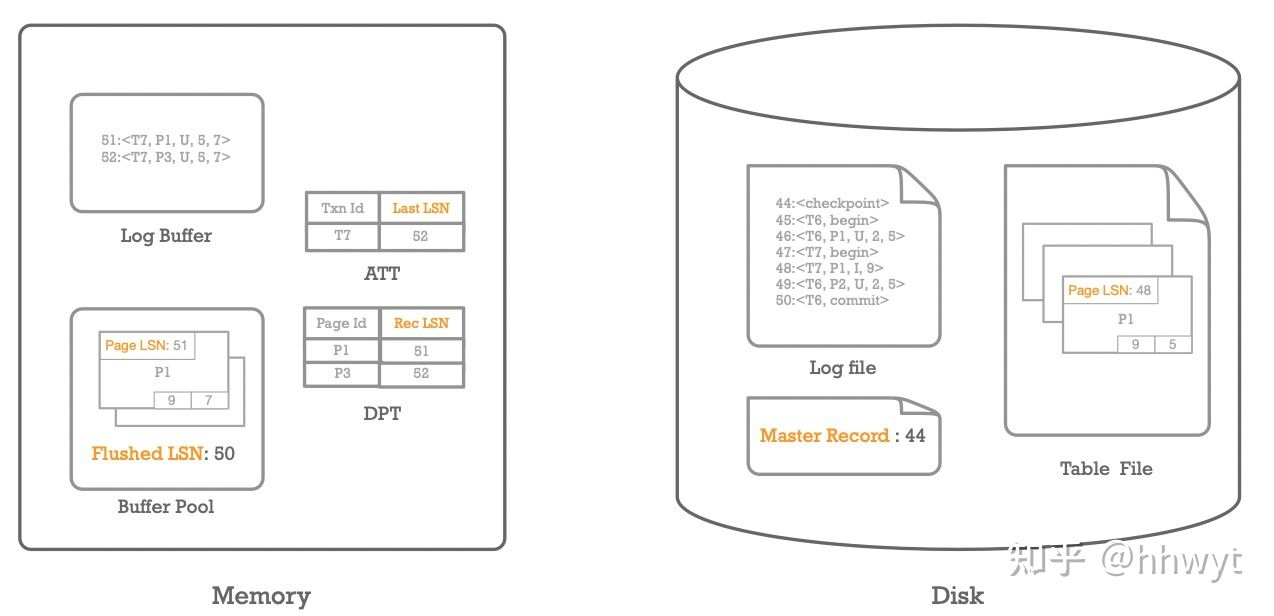 51:<T7, P1, U, 5, 7>
52:<T7, P3, U, 5, 7>
Log Buffer
Txn Id Last LSN
T7 52
ATT
Page LSN: 51
P1
9 7
Flushed LSN: 50
Buffer Pool
Page Id Rec LSN
P1 51
P3 52
DPT
Memory
44:<checkpoint>
45:<T6, begin>
46:<T6, P1, U, 2, 5>
47:<T7, begin>
48:<T7, P1, I, 9>
49:<T6, P2, U, 2, 5>
50:<T6, commit>
Log file
Master Record : 44
Page LSN: 48
P1
9 5
Table File
Disk
知乎 @hhwyt